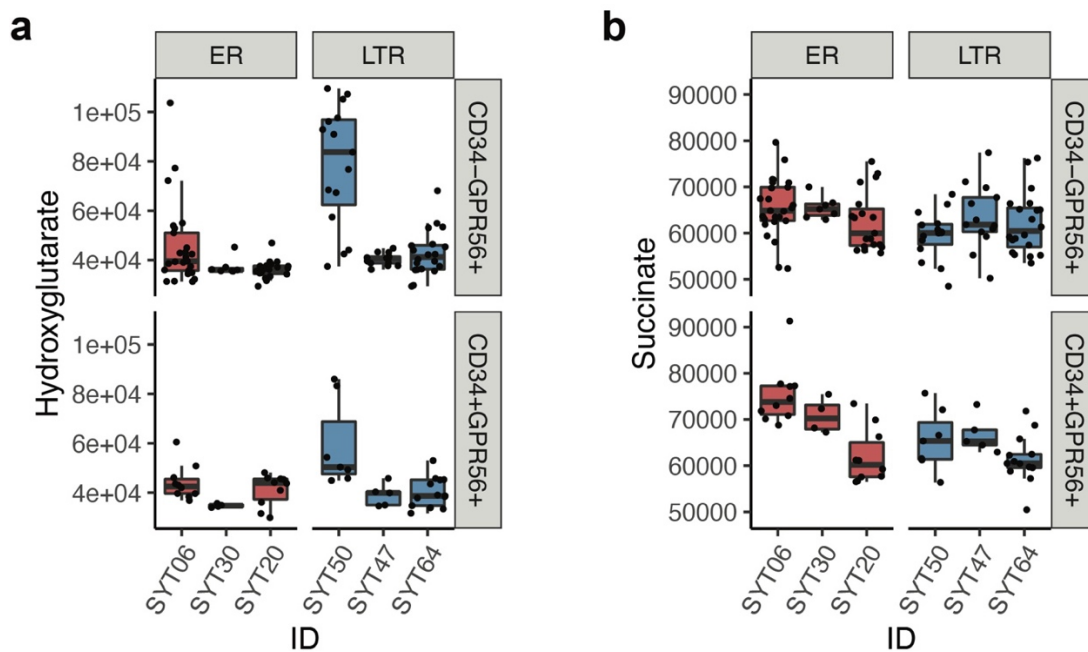 a
ER
LTR
Hydroxyglutarate
1e+05
8e+04
6e+04
4e+04
CD34−GPR56+
1e+05
8e+04
6e+04
4e+04
CD34+GPR56+
SYT06
SYT30
SYT20
SYT50
SYT47
SYT64
ID
b
ER
LTR
Succinate
90000
80000
70000
60000
50000
CD34−GPR56+
90000
80000
70000
60000
50000
CD34+GPR56+
SYT06
SYT30
SYT20
SYT50
SYT47
SYT64
ID